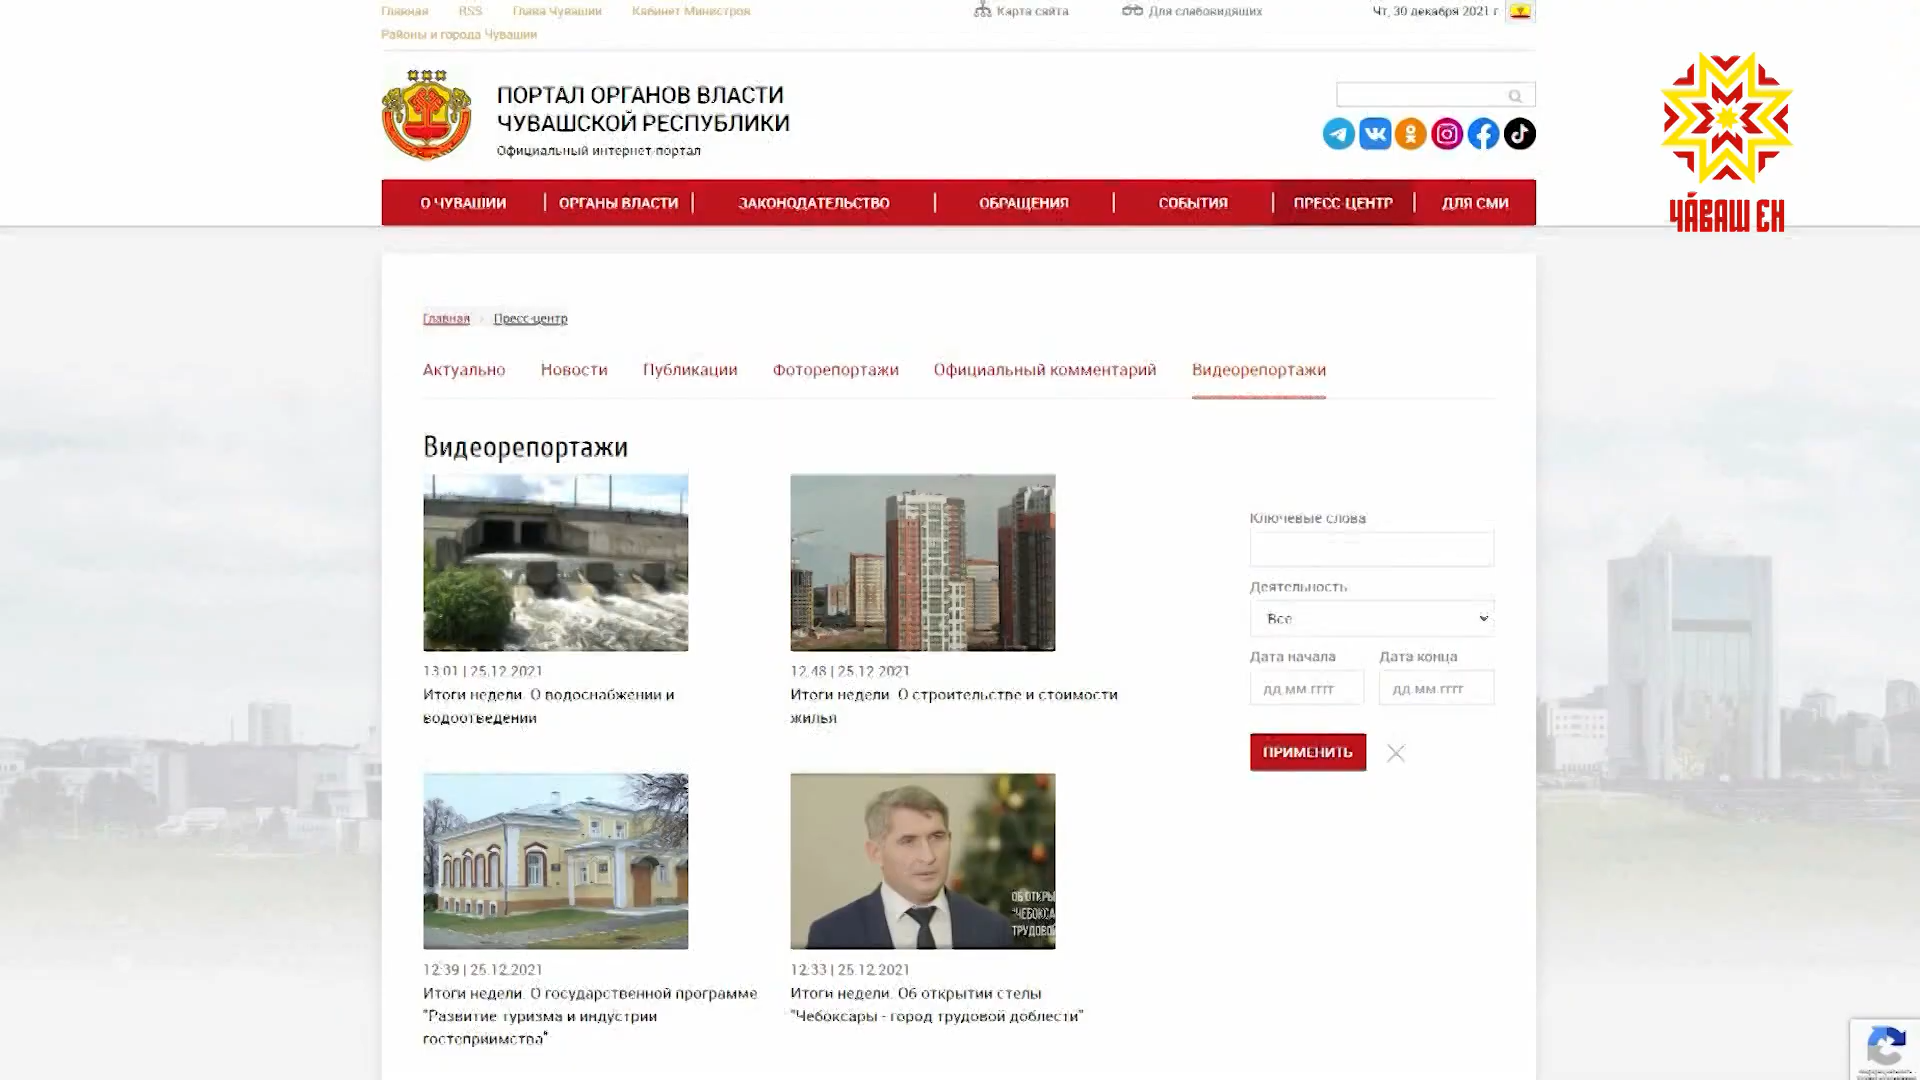 Главная RSS Глава Чувашии Кабинет Министров Карта сайта Для слабовидящих Чт, 30 декабря 2021 г.
Районы и города Чувашии
ПОРТАЛ ОРГАНОВ ВЛАСТИ
ЧУВАШСКОЙ РЕСПУБЛИКИ
Официальный интернет-портал
ЧӐВАШ ЕН
О ЧУВАШИИ ОРГАНЫ ВЛАСТИ ЗАКОНОДАТЕЛЬСТВО ОБРАЩЕНИЯ СОБЫТИЯ ПРЕСС-ЦЕНТР ДЛЯ СМИ
Главная Пресс-центр
Актуально Новости Публикации Фоторепортажи Официальный комментарий Видеорепортажи
Видеорепортажи
13:01 | 25.12.2021
Итоги недели. О водоснабжении и
водоотведении
12:48 | 25.12.2021
Итоги недели. О строительстве и стоимости
жилья
Ключевые слова
Деятельность
Все
Дата начала Дата конца
дд.мм.гггг дд.мм.гггг
ПРИМЕНИТЬ
ОБ ОТКРЫ
"ЧЕБОКСА
ТРУДОВОЙ
12:39 | 25.12.2021
Итоги недели. О государственной программе
"Развитие туризма и индустрии
гостеприимства"
12:33 | 25.12.2021
Итоги недели. Об открытии стелы
"Чебоксары - город трудовой доблести"